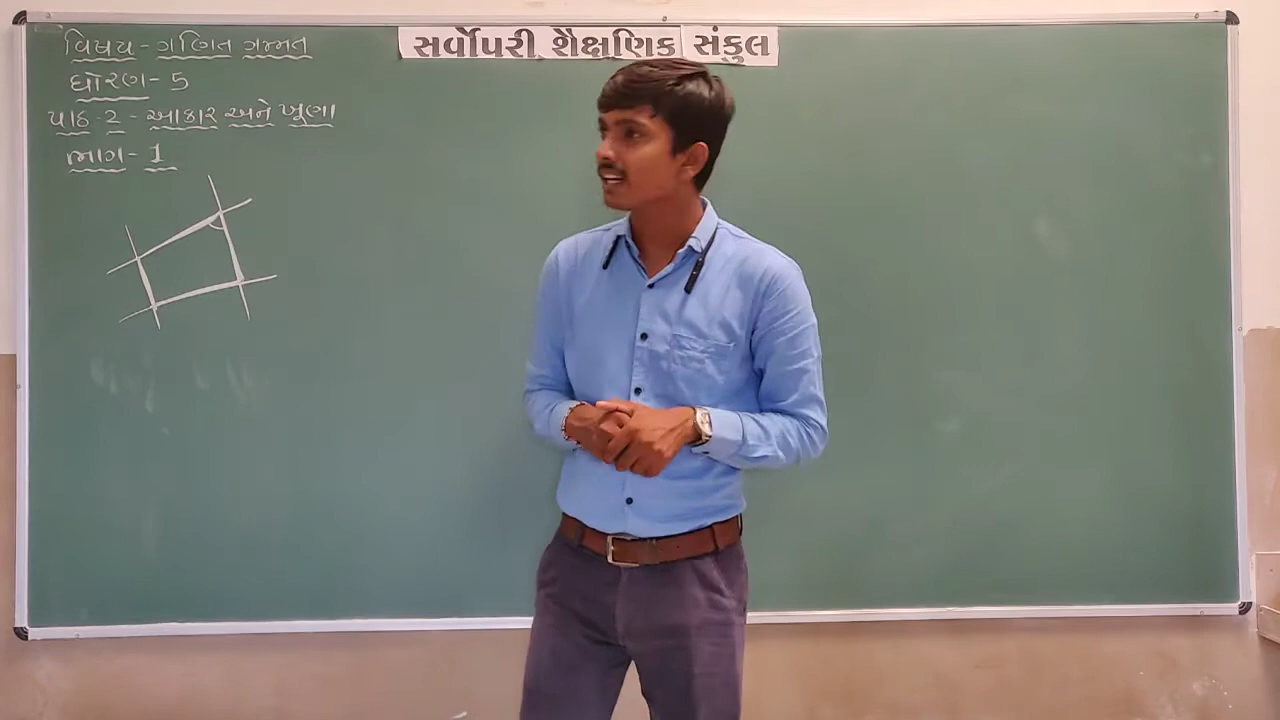 સર્વોપરી શૈક્ષણિક સંકુલ
વિષય - ગણિત ગમ્મત
ધોરણ - 5
પાઠ - 2 - આકાર અને ખૂણા
ભાગ - 1